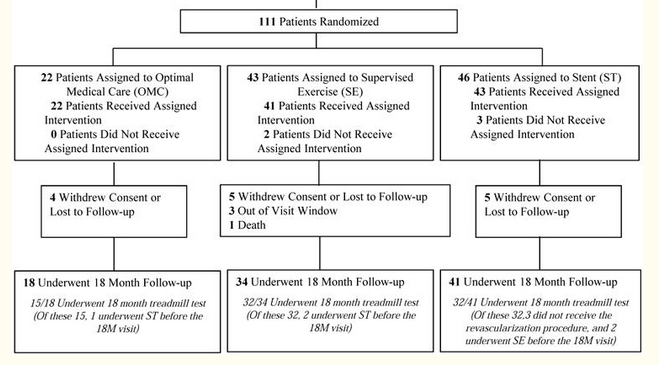 111 Patients Randomized
22 Patients Assigned to Optimal
Medical Care (OMC)
22 Patients Received Assigned
Intervention
0 Patients Did Not Receive
Assigned Intervention
43 Patients Assigned to Supervised
Exercise (SE)
41 Patients Received Assigned
Intervention
2 Patients Did Not Receive
Assigned Intervention
46 Patients Assigned to Stent (ST)
43 Patients Received Assigned
Intervention
3 Patients Did Not Receive
Assigned Intervention
4 Withdrew Consent or
Lost to Follow-up
5 Withdrew Consent or Lost to Follow-up
3 Out of Visit Window
1 Death
5 Withdrew Consent or
Lost to Follow-up
18 Underwent 18 Month Follow-up
15/18 Underwent 18 month treadmill test
(Of these 15, 1 underwent ST before the
18M visit)
34 Underwent 18 Month Follow-up
32/34 Underwent 18 month treadmill test
(Of these 32, 2 underwent ST before the
18M visit)
41 Underwent 18 Month Follow-up
32/41 Underwent 18 month treadmill test
(Of these 32,3 did not receive the
revascularization procedure, and 2
underwent SE before the 18M visit)